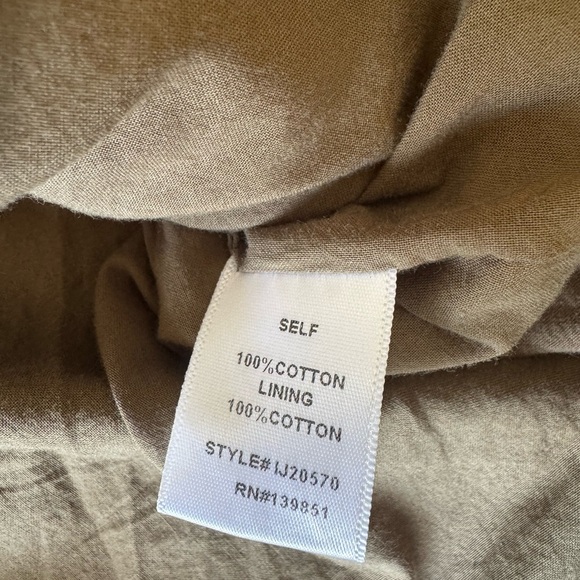 SELF
100%COTTON
LINING
100%COTTON
STYLE#IJ20570
RN#139851